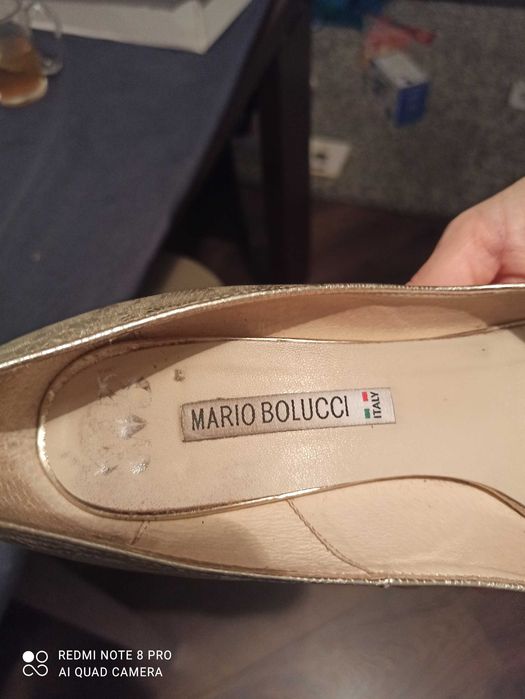 MARIO BOLUCCI
ITALY
REDMI NOTE 8 PRO
AI QUAD CAMERA